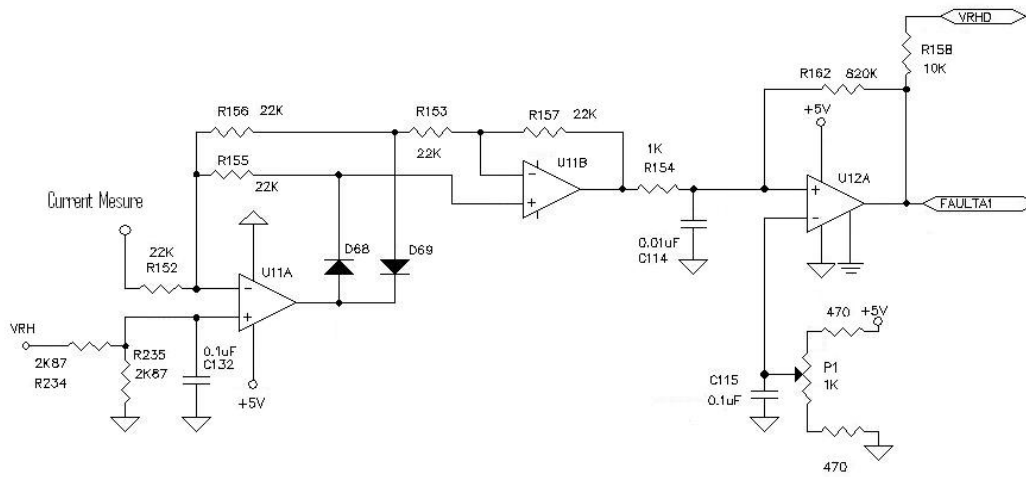 VRHD
R158
10K
R162 820K
+5V
R156 22K
R153
22K
R157 22K
R155
22K
U11B
1K
R154
U12A
FAULTA1
Current Mesure
22K
R152
U11A
D68
D69
0.01uF
C114
VRH
2K87
R234
R235
2K87
0.1uF
C132
+5V
470
+5V
P1
1K
C115
0.1uF
470